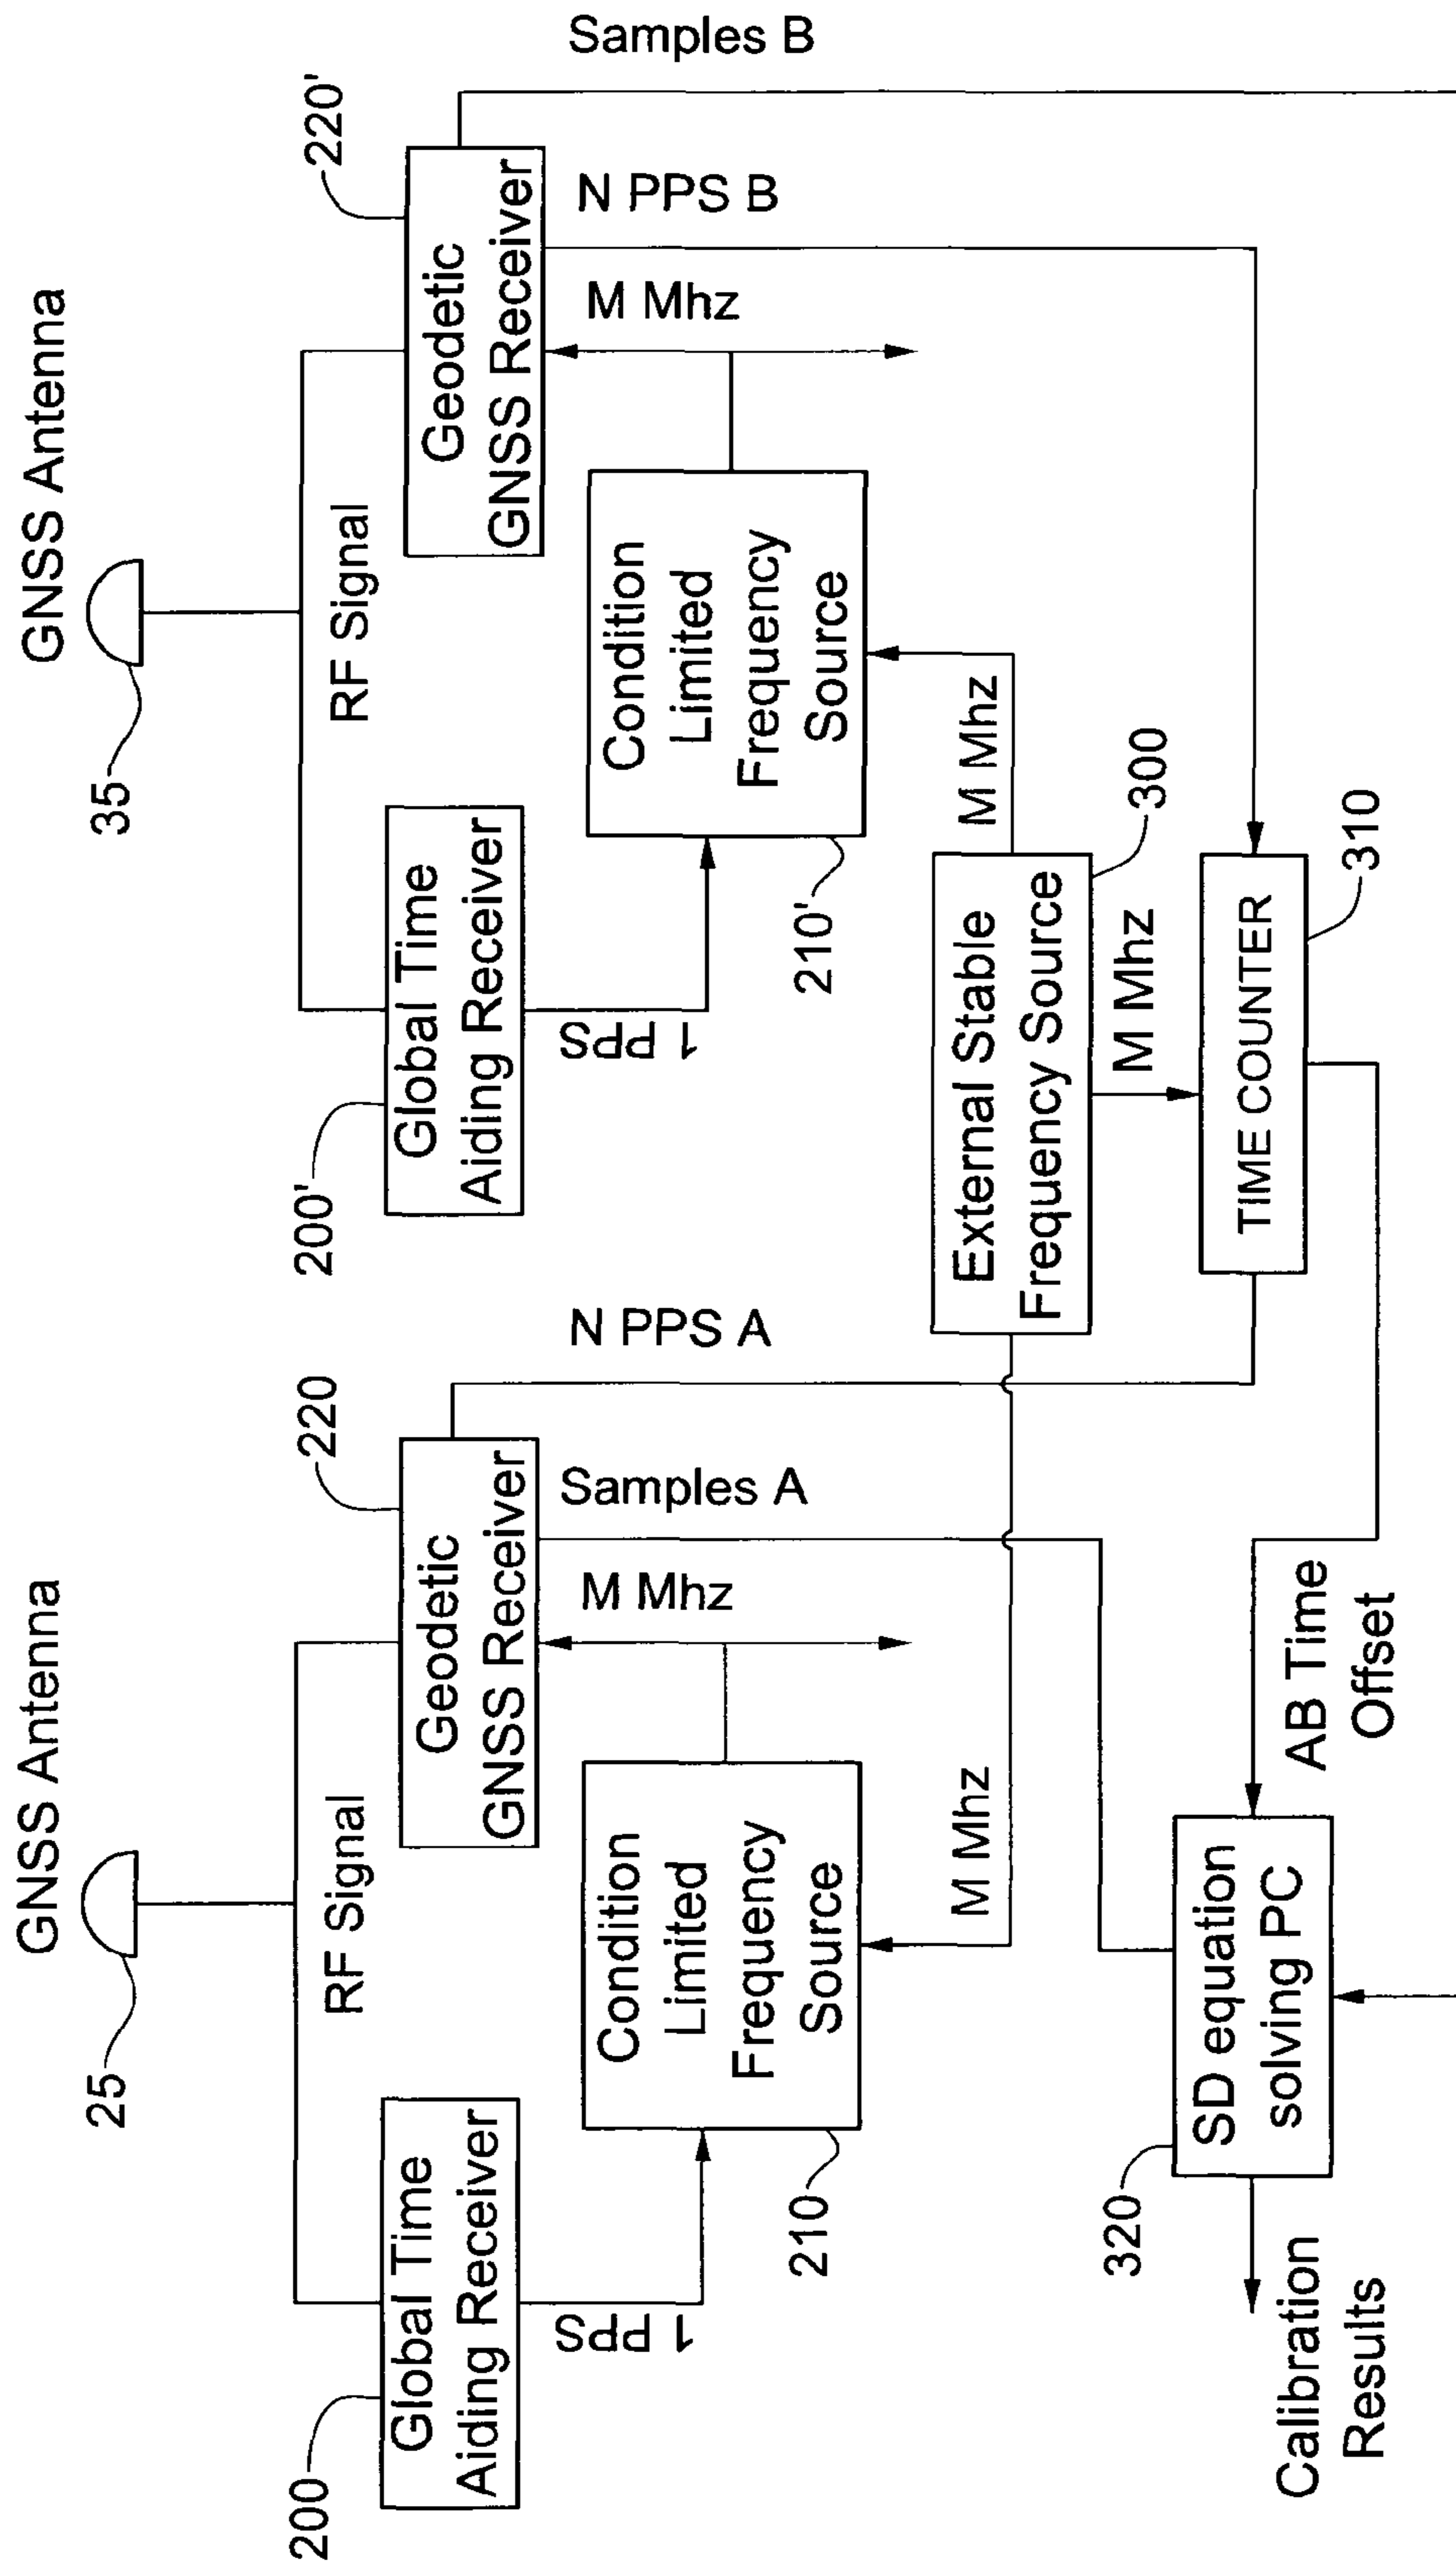 GNSS Antenna
25
RF Signal
200
Global Time
Aiding Receiver
1 PPS
220
Geodetic
GNSS Receiver
M Mhz
Samples A
N PPS A
Condition
Limited
Frequency
Source
210
M Mhz
GNSS Antenna
35
RF Signal
200'
Global Time
Aiding Receiver
1 PPS
220'
Geodetic
GNSS Receiver
M Mhz
N PPS B
Samples B
Condition
Limited
Frequency
Source
210'
M Mhz
External Stable
Frequency Source
300
M Mhz
TIME COUNTER
310
AB Time
Offset
SD equation
solving PC
320
Calibration
Results